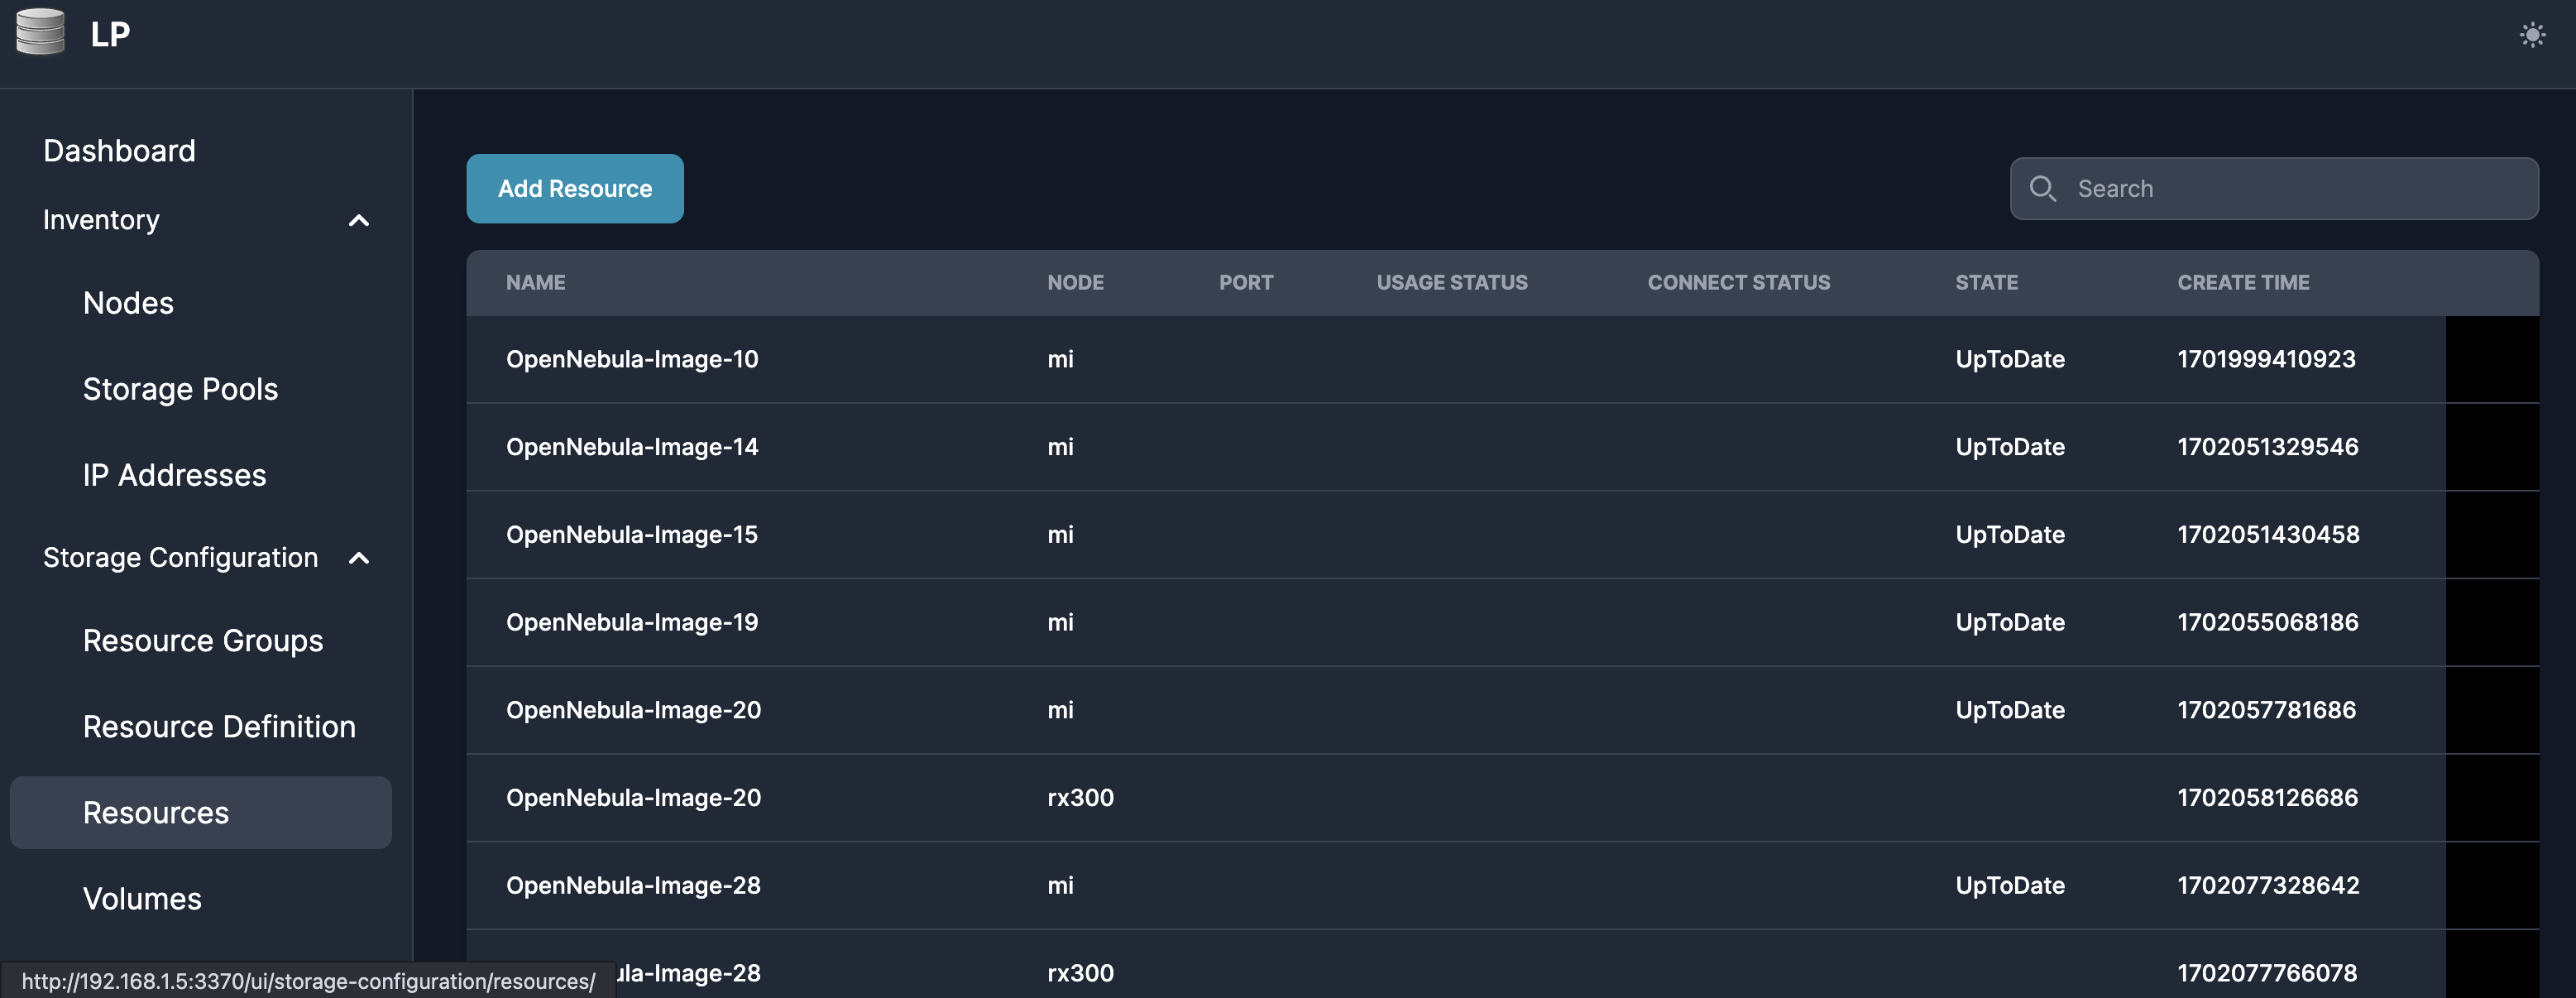 LP
Dashboard
Inventory
Nodes
Storage Pools
IP Addresses
Storage Configuration
Resource Groups
Resource Definition
Resources
Volumes
Add Resource
Search
NAME NODE PORT USAGE STATUS CONNECT STATUS STATE CREATE TIME
OpenNebula-Image-10 mi UpToDate 1701999410923
OpenNebula-Image-14 mi UpToDate 1702051329546
OpenNebula-Image-15 mi UpToDate 1702051430458
OpenNebula-Image-19 mi UpToDate 1702055068186
OpenNebula-Image-20 mi UpToDate 1702057781686
OpenNebula-Image-20 rx300 1702058126686
OpenNebula-Image-28 mi UpToDate 1702077328642
ula-Image-28 rx300 1702077766078
http://192.168.1.5:3370/ui/storage-configuration/resources/